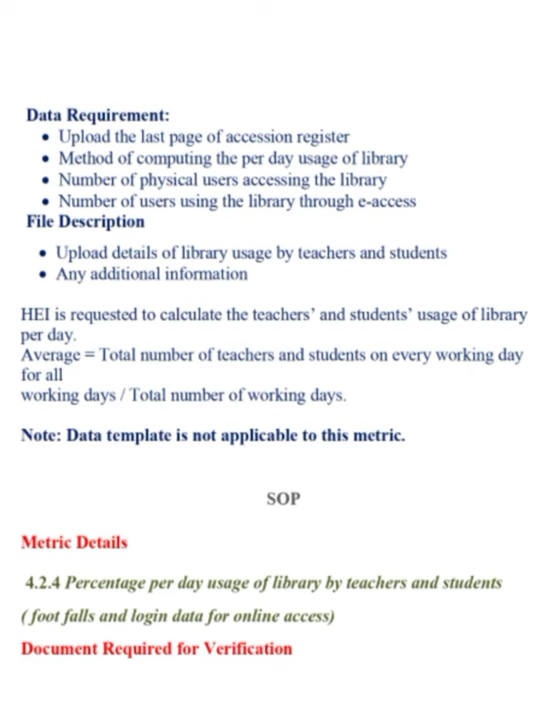 Data Requirement:
• Upload the last page of accession register
• Method of computing the per day usage of library
• Number of physical users accessing the library
• Number of users using the library through e-access
File Description
• Upload details of library usage by teachers and students
• Any additional information
HEI is requested to calculate the teachers' and students' usage of library
per day.
Average = Total number of teachers and students on every working day
for all
working days / Total number of working days.
Note: Data template is not applicable to this metric.
SOP
Metric Details
4.2.4 Percentage per day usage of library by teachers and students
( foot falls and login data for online access)
Document Required for Verification